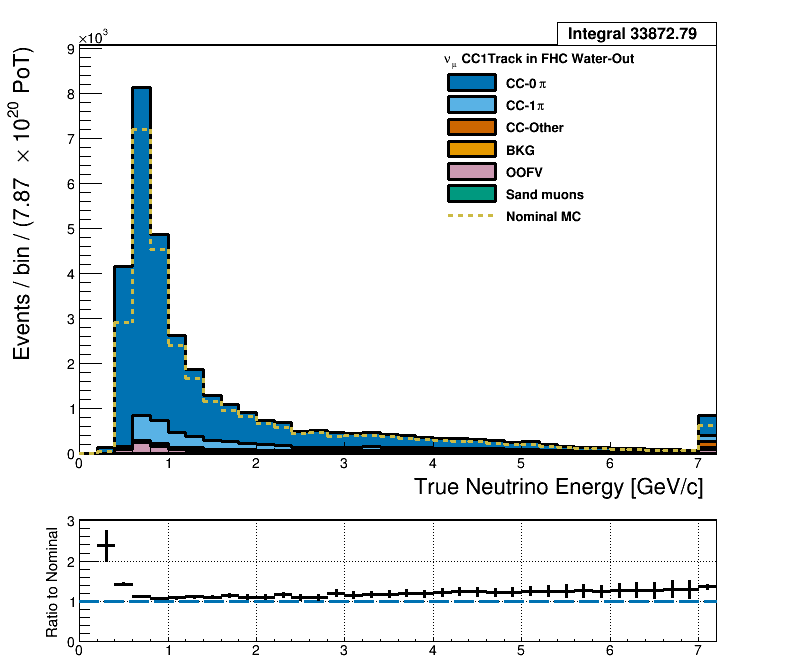 Integral 33872.79
×10³
Events / bin / (7.87 × 10²⁰ PoT)
9
8
7
6
5
4
3
2
1
0
ν_μ CC1Track in FHC Water-Out
CC-0 π
CC-1π
CC-Other
BKG
OOFV
Sand muons
Nominal MC
0 1 2 3 4 5 6 7
True Neutrino Energy [GeV/c]
Ratio to Nominal
3
2
1
0
0 1 2 3 4 5 6 7